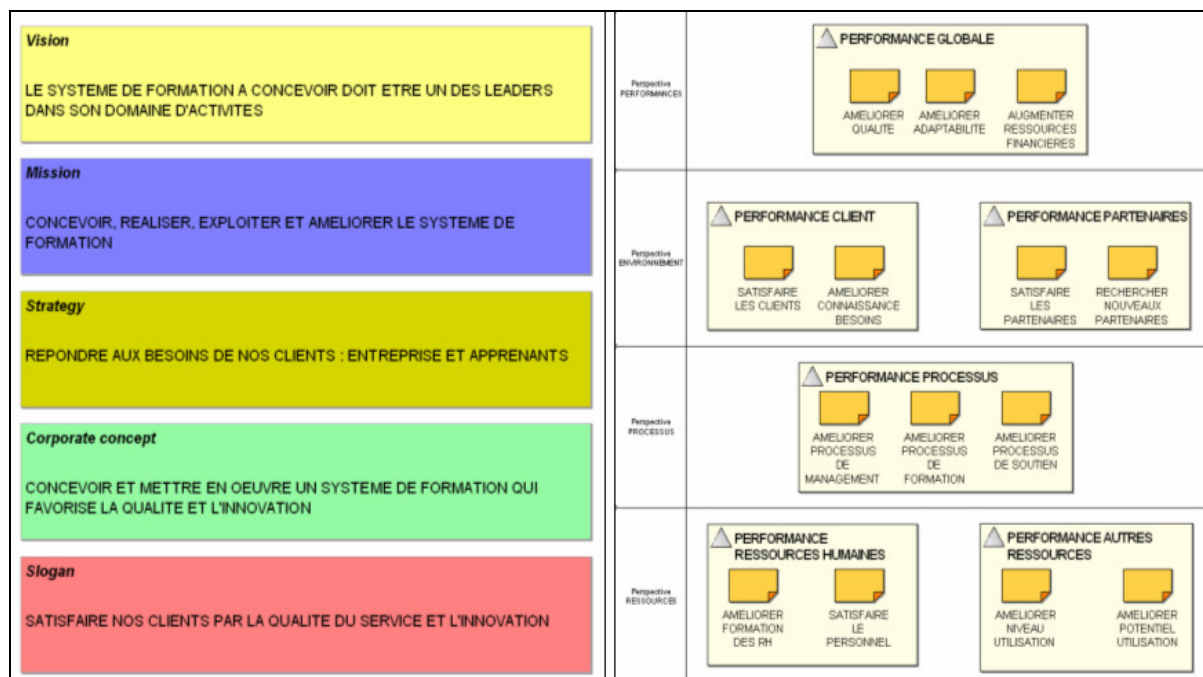 Vision
LE SYSTEME DE FORMATION A CONCEVOIR DOIT ETRE UN DES LEADERS
DANS SON DOMAINE D'ACTIVITES
Mission
CONCEVOIR, REALISER, EXPLOITER ET AMELIORER LE SYSTEME DE
FORMATION
Strategy
REPONDRE AUX BESOINS DE NOS CLIENTS : ENTREPRISE ET APPRENANTS
Corporate concept
CONCEVOIR ET METTRE EN OEUVRE UN SYSTEME DE FORMATION QUI
FAVORISE LA QUALITE ET L'INNOVATION
Slogan
SATISFAIRE NOS CLIENTS PAR LA QUALITE DU SERVICE ET L'INNOVATION
Perspective
PERFORMANCES
PERFORMANCE GLOBALE
AMELIORER
QUALITE
AMELIORER
ADAPTABILITE
AUGMENTER
RESSOURCES
FINANCIERES
Perspective
ENVIRONNEMENT
PERFORMANCE CLIENT
SATISFAIRE
LES CLIENTS
AMELIORER
CONNAISSANCE
BESOINS
PERFORMANCE PARTENAIRES
SATISFAIRE
LES
PARTENAIRES
RECHERCHER
NOUVEAUX
PARTENAIRES
Perspective
PROCESSUS
PERFORMANCE PROCESSUS
AMELIORER
PROCESSUS
DE
MANAGEMENT
AMELIORER
PROCESSUS
DE
FORMATION
AMELIORER
PROCESSUS
DE SOUTIEN
Perspective
RESSOURCES
PERFORMANCE
RESSOURCES HUMAINES
AMELIORER
FORMATION
DES RH
SATISFAIRE
LE
PERSONNEL
PERFORMANCE AUTRES
RESSOURCES
AMELIORER
NIVEAU
UTILISATION
AMELIORER
POTENTIEL
UTILISATION